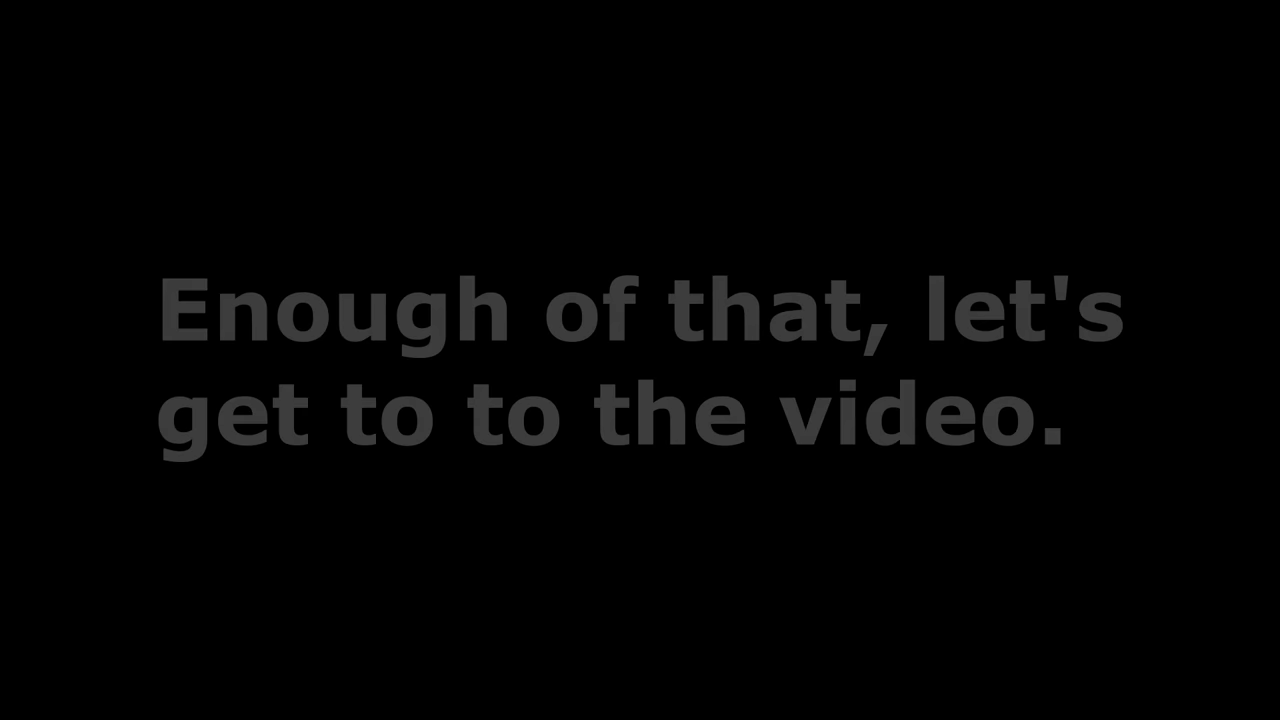 Enough of that, let's
get to to the video.